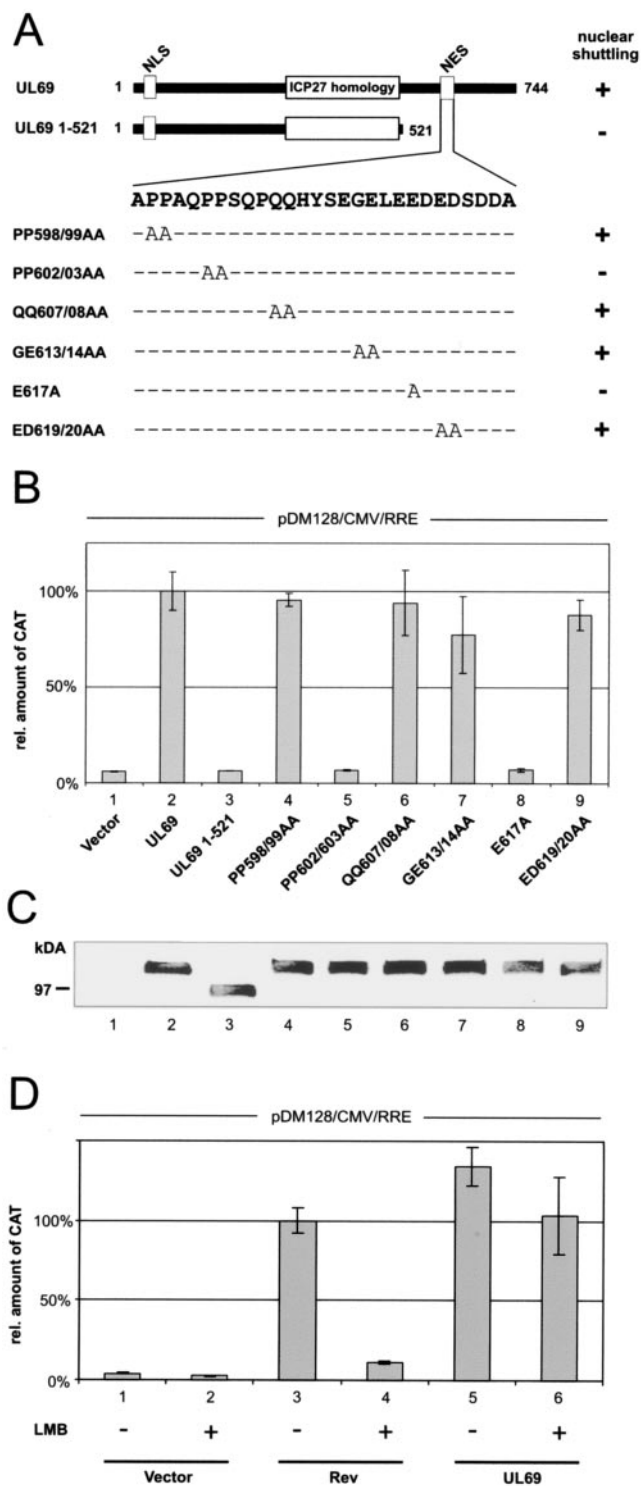 A
nuclear
shuttling
NLS
NES
UL69 1 ICP27 homology 744 +
UL69 1-521 1 521 -
APPAQPPSQPQQHYSEGELEEDEDSDDA
PP598/99AA -AA------------------------- +
PP602/03AA -----AA--------------------- -
QQ607/08AA ----------AA---------------- +
GE613/14AA ----------------AA---------- +
E617A --------------------A------- -
ED619/20AA ----------------------AA---- +
B
pDM128/CMV/RRE
rel. amount of CAT
100%
50%
0%
1 2 3 4 5 6 7 8 9
Vector UL69 UL69 1-521 PP598/99AA PP602/603AA QQ607/08AA GE613/14AA E617A ED619/20AA
C
kDA
97
1 2 3 4 5 6 7 8 9
D
pDM128/CMV/RRE
rel. amount of CAT
100%
50%
0%
1 2 3 4 5 6
LMB - + - + - +
Vector Rev UL69